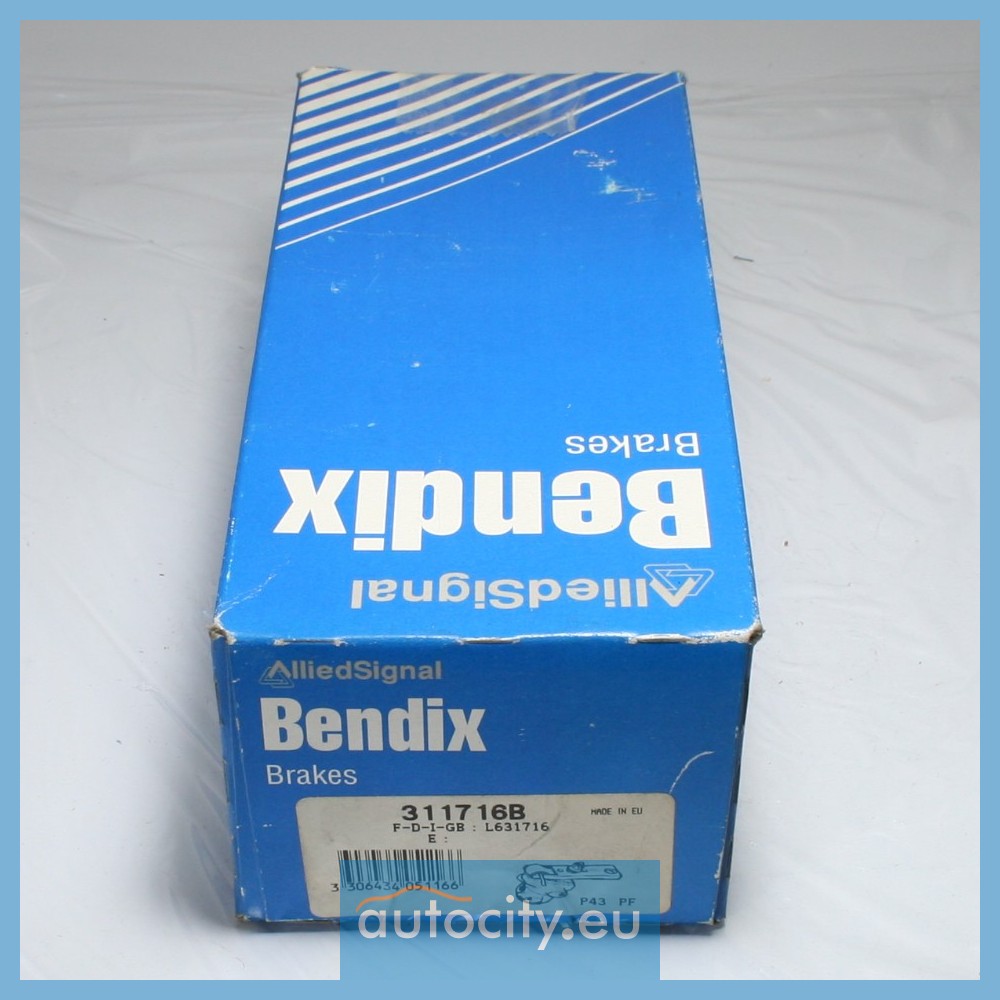 Brakes
Bendix
AlliedSignal
AlliedSignal
Bendix
Brakes
311716B
MADE IN EU
F-D-I-GB : L631716
E :
3 306434 051166
P43 PF
autocity.eu